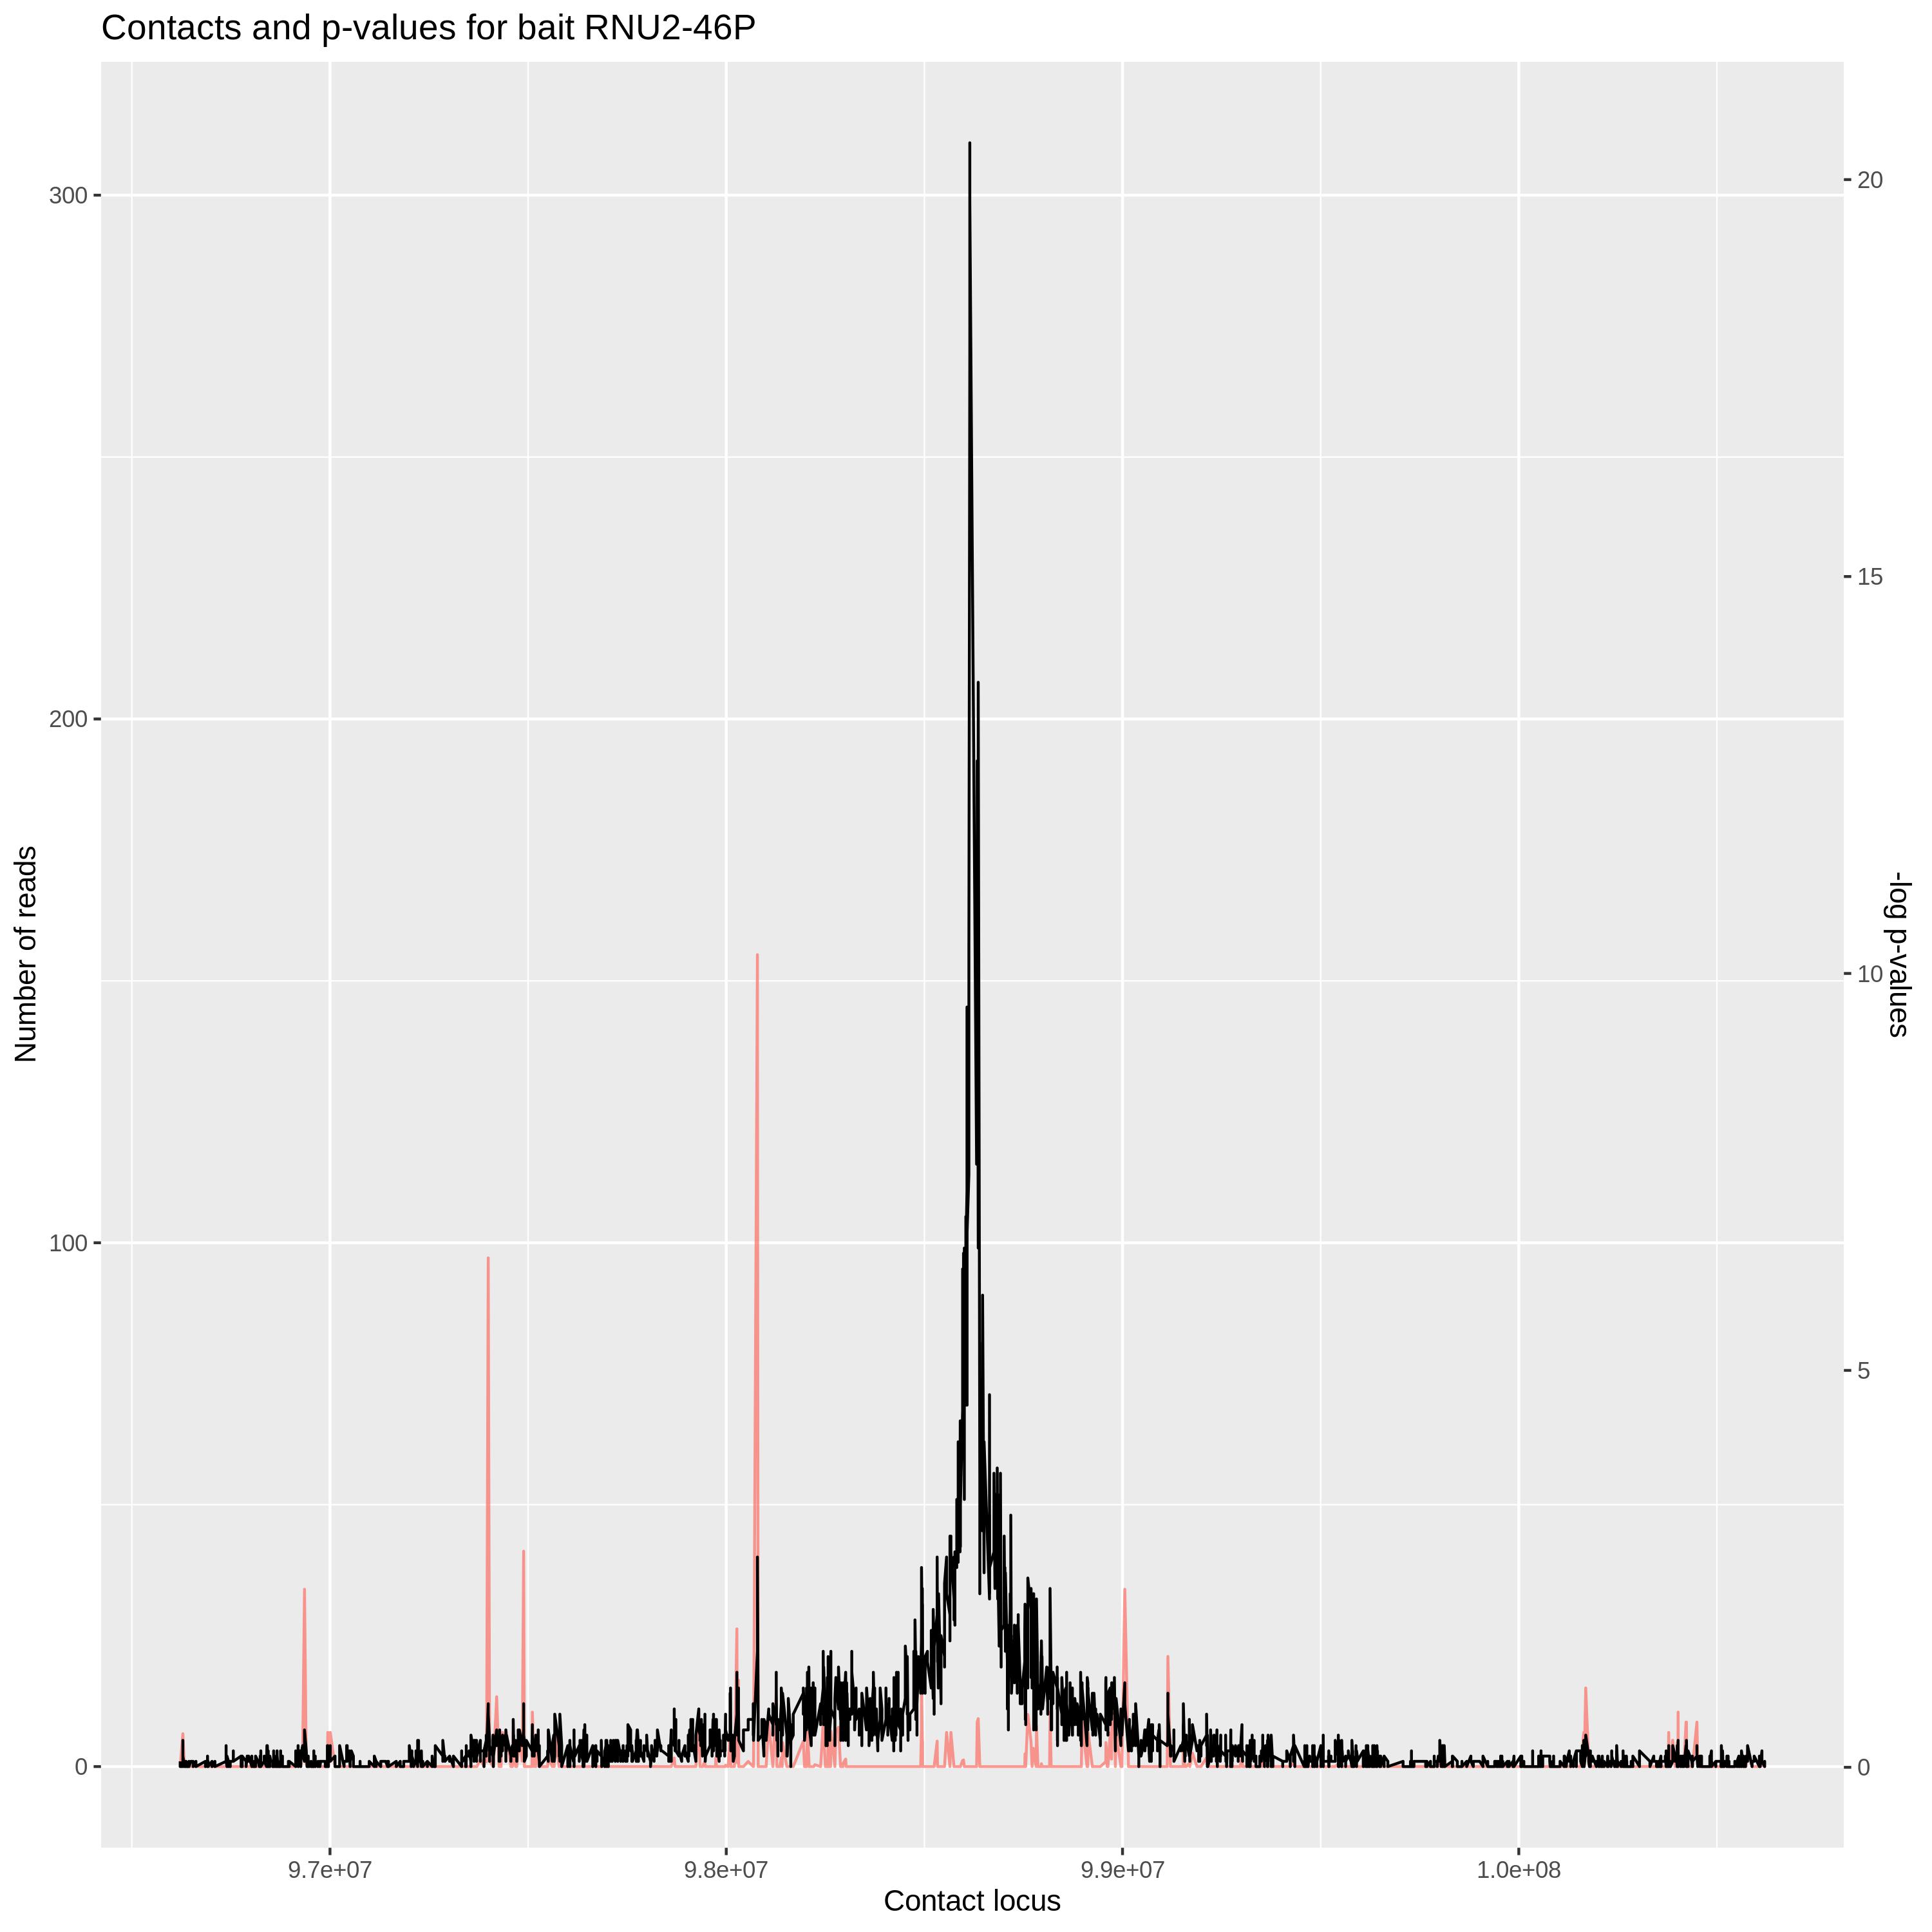 Contacts and p-values for bait RNU2-46P
300
200
100
0
20
15
10
5
0
Number of reads
-log p-values
9.7e+07
9.8e+07
9.9e+07
1.0e+08
Contact locus